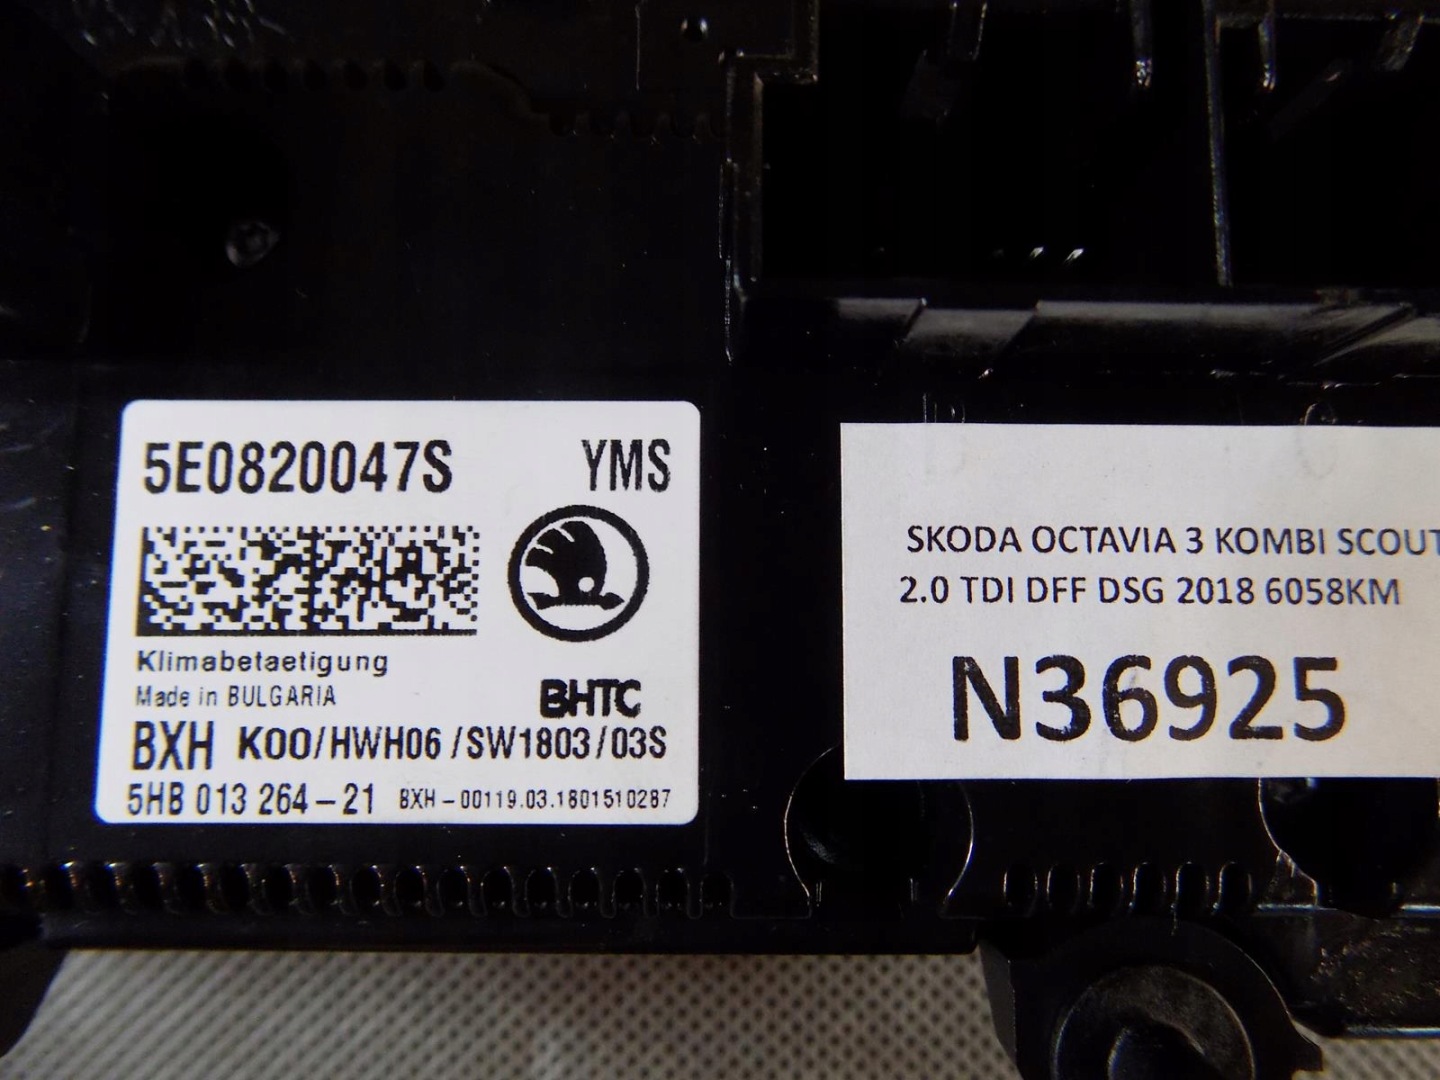 5E0820047S YMS
Klimabetaetigung
Made in BULGARIA BHTC
BXH K00/HWH06/SW1803/03S
5HB 013 264-21 BXH-00119.03.1801510287
SKODA OCTAVIA 3 KOMBI SCOUT
2.0 TDI DFF DSG 2018 6058KM
N36925